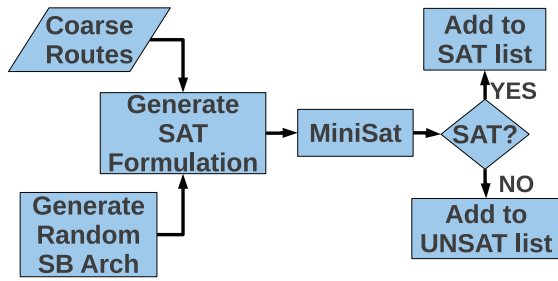 Coarse
Routes
Generate
SAT
Formulation
Generate
Random
SB Arch
MiniSat
SAT?
YES
Add to
SAT list
NO
Add to
UNSAT list